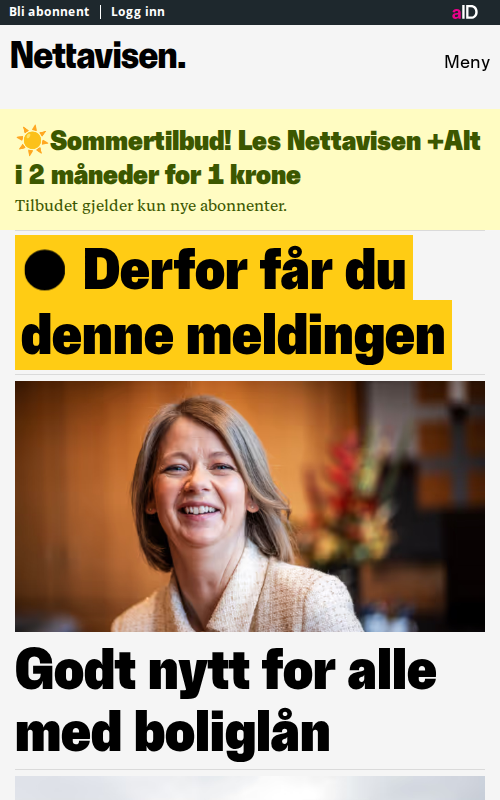 Bli abonnent | Logg inn
aID
Nettavisen.
Meny
☀️Sommertilbud! Les Nettavisen +Alt
i 2 måneder for 1 krone
Tilbudet gjelder kun nye abonnenter.
● Derfor får du
denne meldingen
Godt nytt for alle
med boliglån